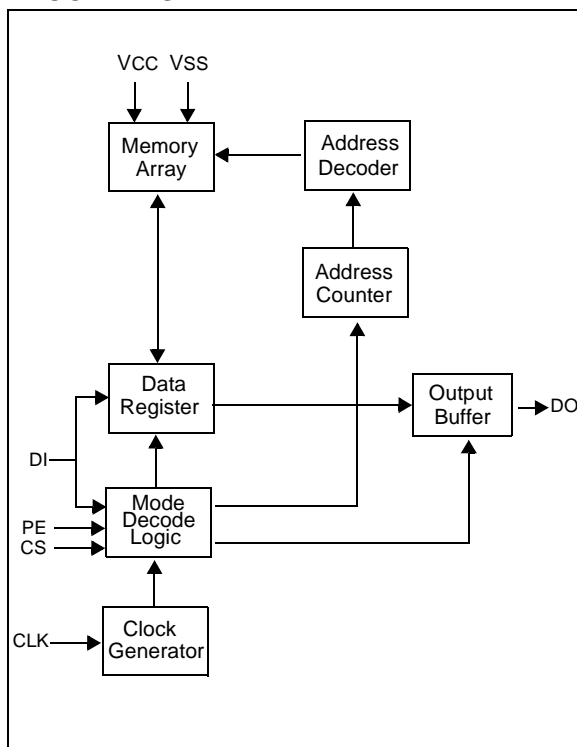 VCC VSS
Memory
Array
Address
Decoder
Address
Counter
Data
Register
Output
Buffer
DO
DI
Mode
Decode
Logic
PE
CS
CLK
Clock
Generator